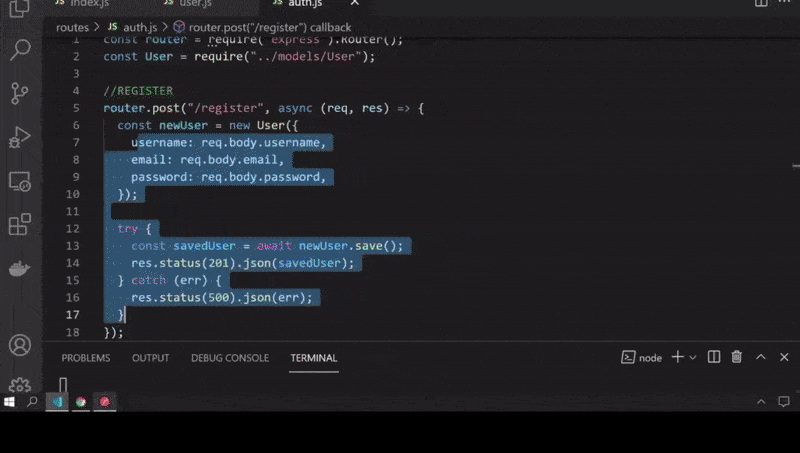 index.js user.js auth.js
routes > JS auth.js > router.post("/register") callback
1 const router = require("express").Router();
2 const User = require("../models/User");
3
4 //REGISTER
5 router.post("/register", async (req, res) => {
6 const newUser = new User({
7 username: req.body.username,
8 email: req.body.email,
9 password: req.body.password,
10 });
11
12 try {
13 const savedUser = await newUser.save();
14 res.status(201).json(savedUser);
15 } catch (err) {
16 res.status(500).json(err);
17 }
18 });
PROBLEMS OUTPUT DEBUG CONSOLE TERMINAL node